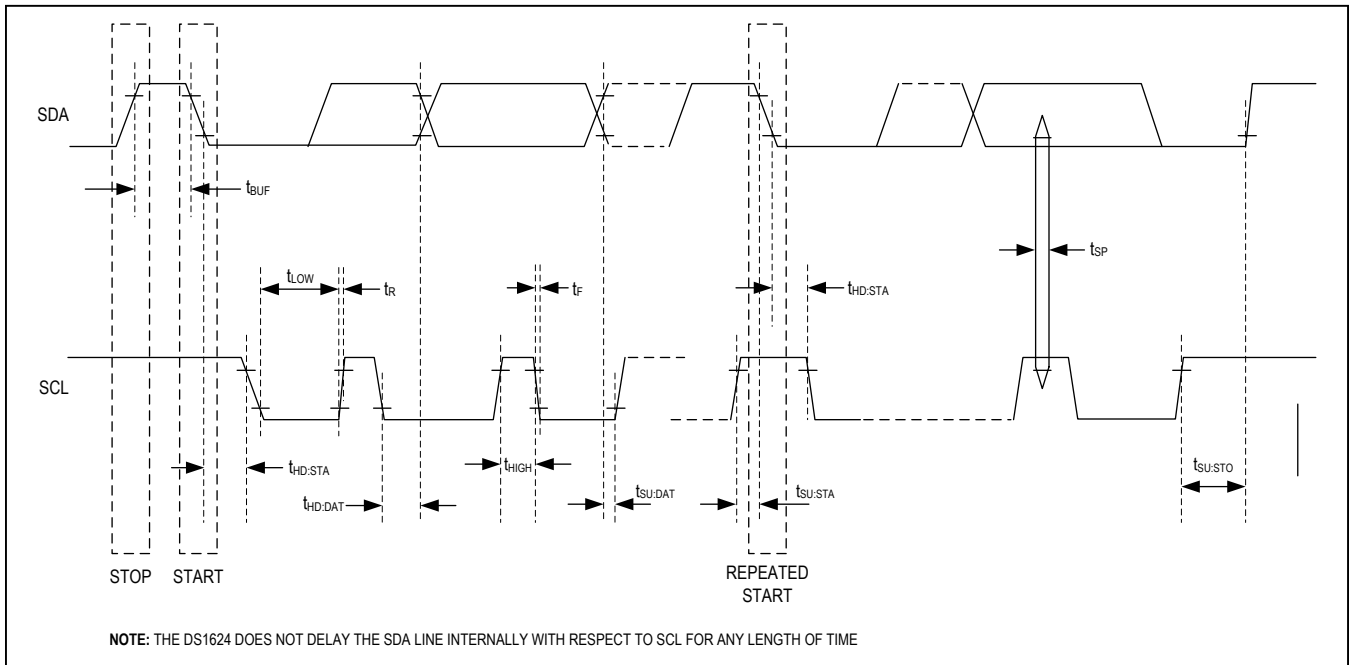 SDA
tBUF
tLOW
tR
tF
tHD:STA
tSP
SCL
tHD:STA
tHD:DAT
tHIGH
tSU:DAT
tSU:STA
tSU:STO
STOP
START
REPEATED
START
NOTE: THE DS1624 DOES NOT DELAY THE SDA LINE INTERNALLY WITH RESPECT TO SCL FOR ANY LENGTH OF TIME